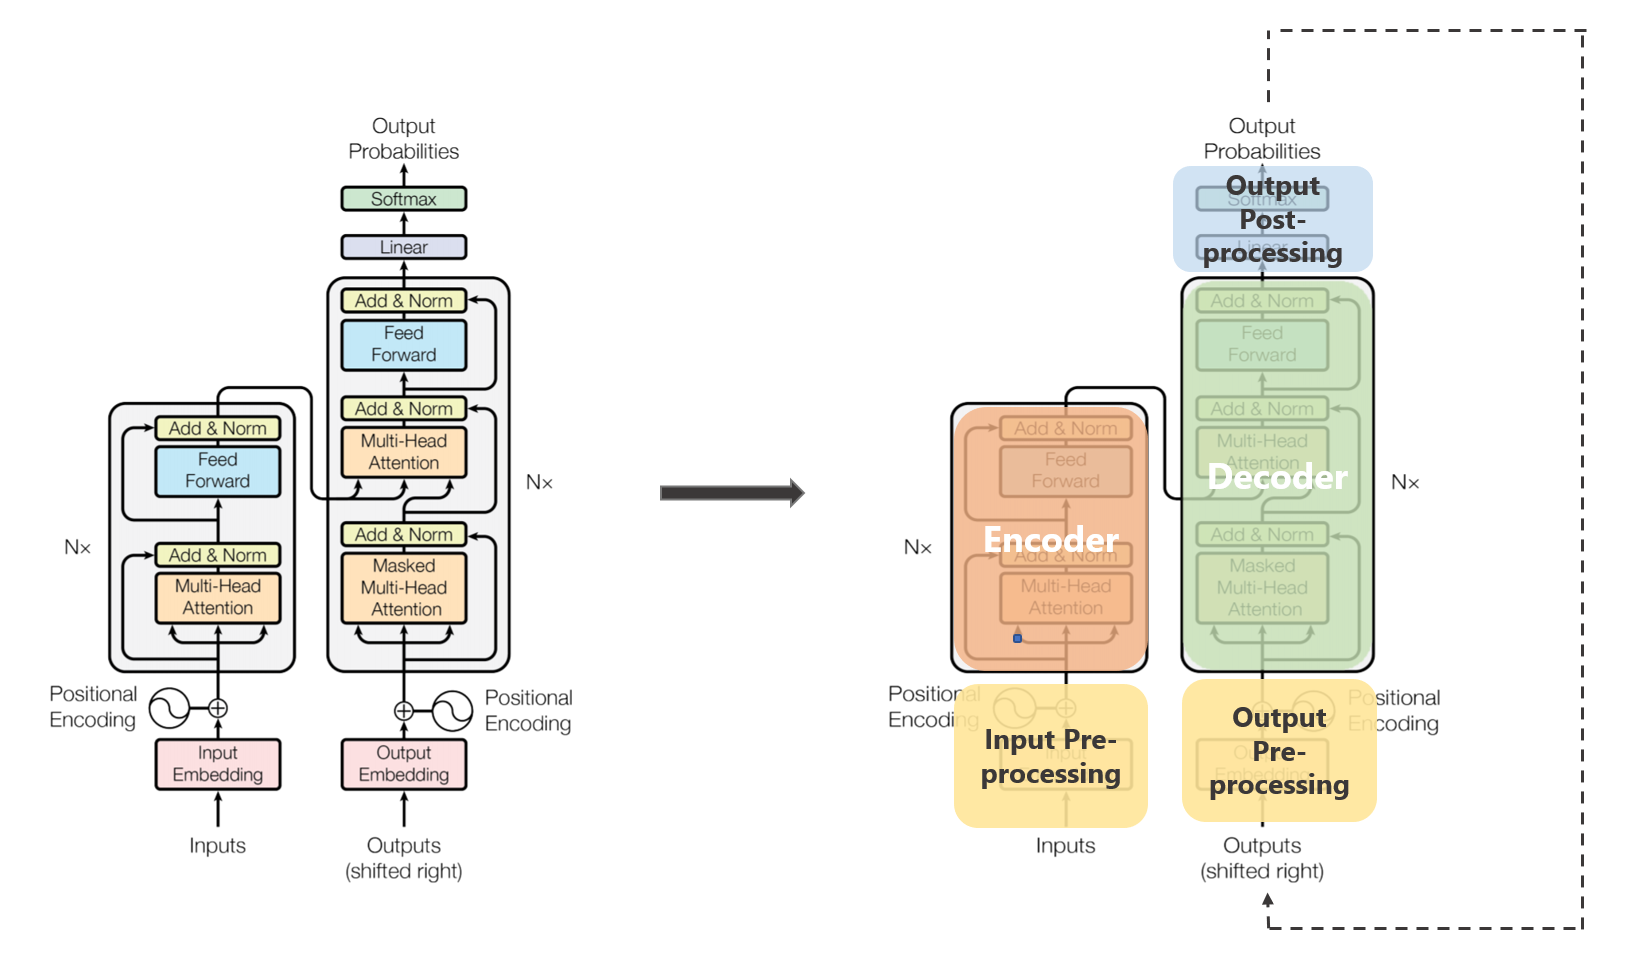 Output
Probabilities
Softmax
Linear
Add & Norm
Feed
Forward
Add & Norm
Multi-Head
Attention
Add & Norm
Masked
Multi-Head
Attention
N×
Add & Norm
Feed
Forward
Add & Norm
Multi-Head
Attention
N×
Positional
Encoding
Positional
Encoding
Input
Embedding
Output
Embedding
Inputs
Outputs
(shifted right)
Output
Probabilities
Output
Post-
processing
Softmax
Linear
Add & Norm
Feed
Forward
Add & Norm
Multi-Head
Attention
Decoder
Add & Norm
Masked
Multi-Head
Attention
N×
Add & Norm
Feed
Forward
Encoder
Add & Norm
Multi-Head
Attention
N×
Positional
Encoding
Input Pre-
processing
Input
Output
Pre-
processing
Positional
Encoding
Inputs
Outputs
(shifted right)